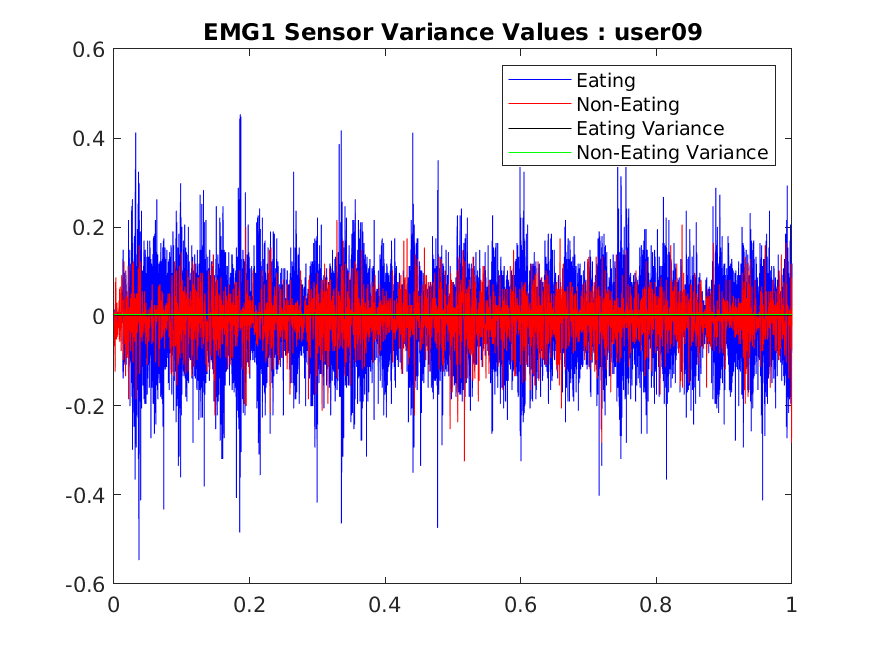 EMG1 Sensor Variance Values : user09
Eating
Non-Eating
Eating Variance
Non-Eating Variance
0.6
0.4
0.2
0
-0.2
-0.4
-0.6
0 0.2 0.4 0.6 0.8 1